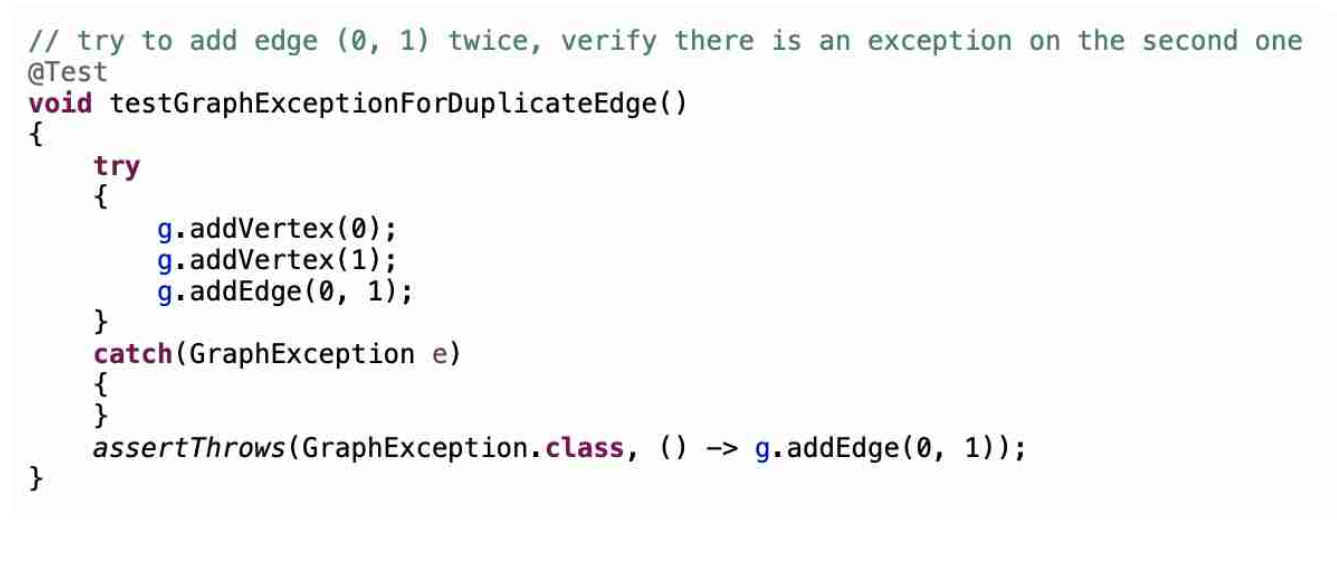 // try to add edge (0, 1) twice, verify there is an exception on the second one
@Test
void testGraphExceptionForDuplicateEdge()
{
    try
    {
        g.addVertex(0);
        g.addVertex(1);
        g.addEdge(0, 1);
    }
    catch(GraphException e)
    {
    }
    assertThrows(GraphException.class, () -> g.addEdge(0, 1));
}